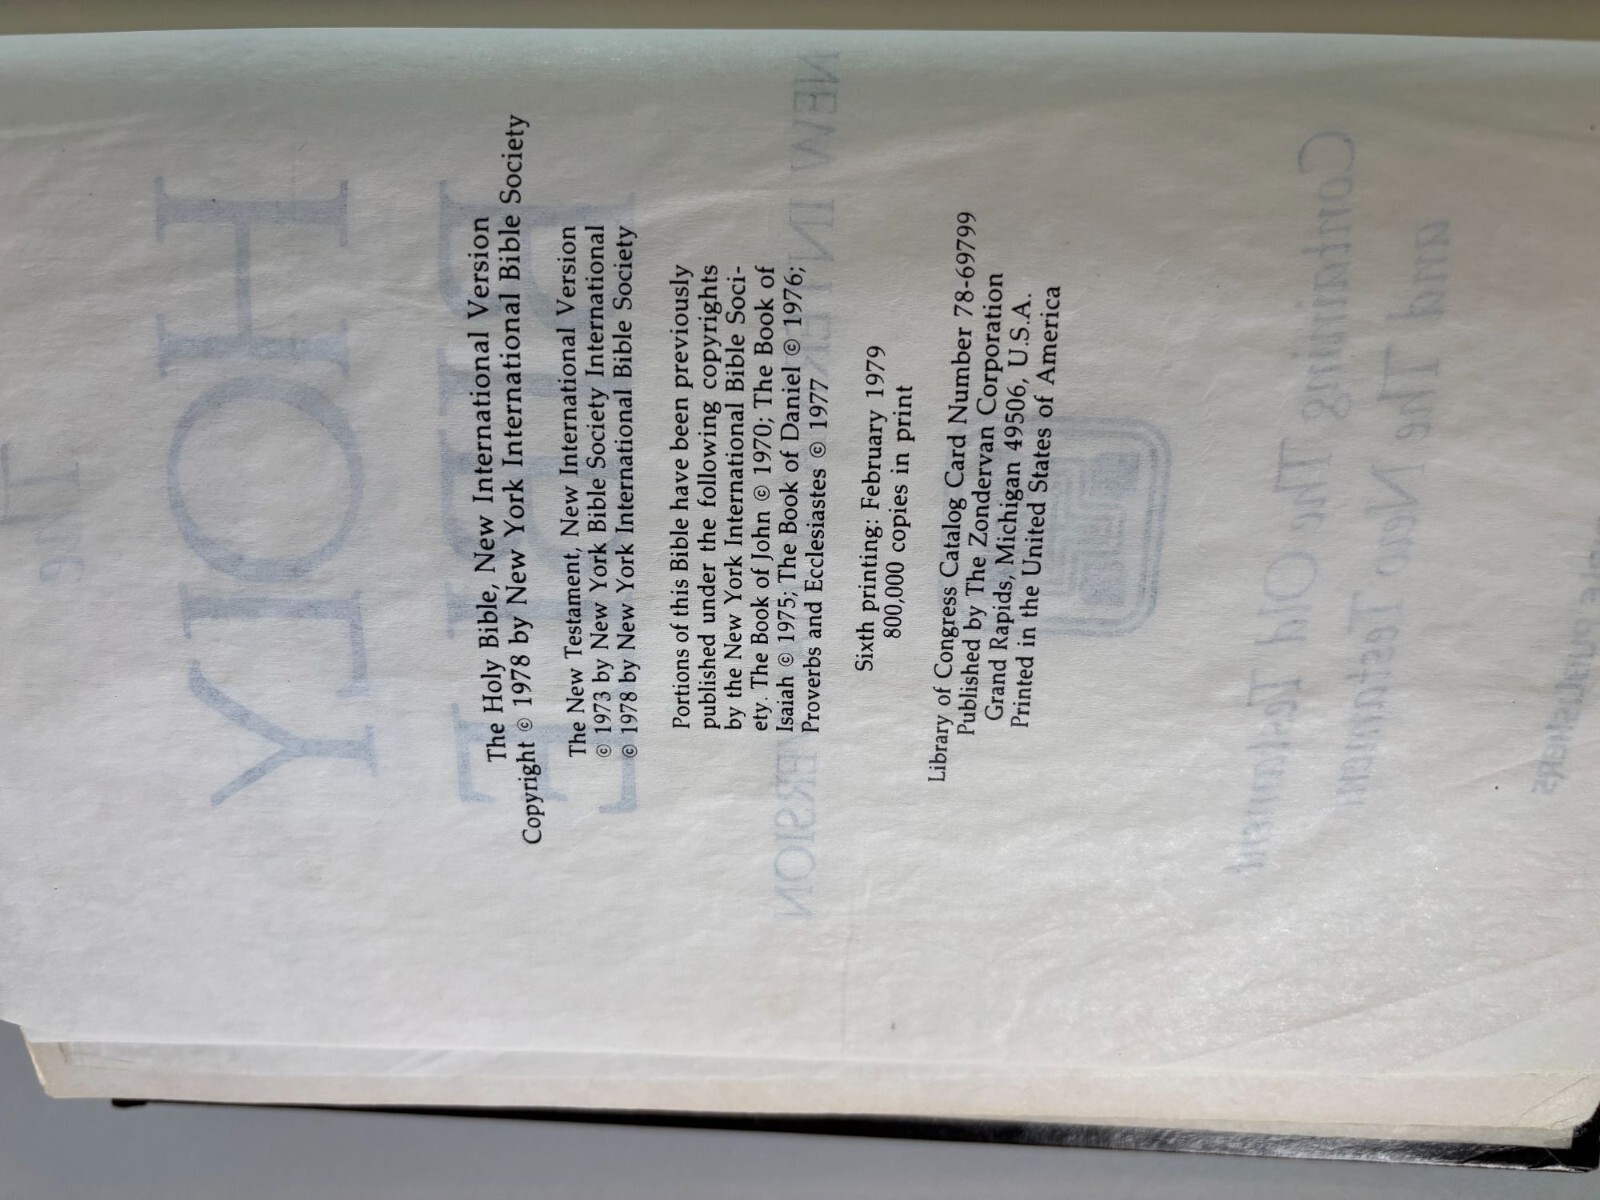 The Holy Bible, New International Version
Copyright © 1978 by New York International Bible Society
The New Testament, New International Version
© 1973 by New York Bible Society International
© 1978 by New York International Bible Society
Portions of this Bible have been previously
published under the following copyrights
by the New York International Bible Soci-
ety. The Book of John © 1970; The Book of
Isaiah © 1975; The Book of Daniel © 1976;
Proverbs and Ecclesiastes © 1977
Sixth printing: February 1979
800,000 copies in print
Library of Congress Catalog Card Number 78-69799
Published by The Zondervan Corporation
Grand Rapids, Michigan 49506, U.S.A.
Printed in the United States of America